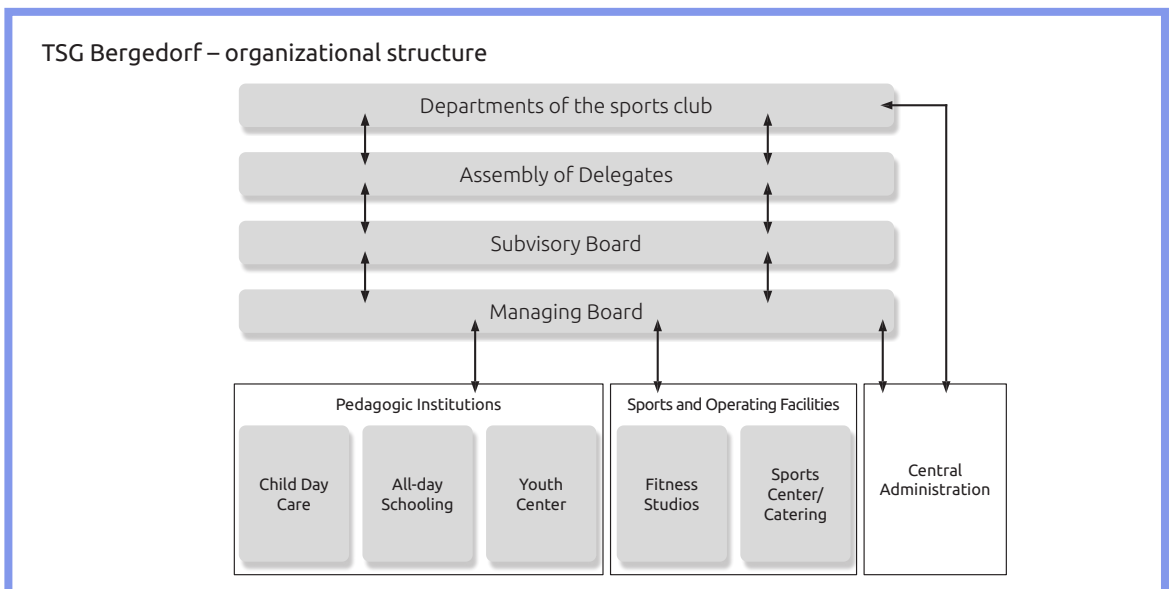 TSG Bergedorf – organizational structure
Departments of the sports club
Assembly of Delegates
Subvisory Board
Managing Board
Pedagogic Institutions
Child Day
Care
All-day
Schooling
Youth
Center
Sports and Operating Facilities
Fitness
Studios
Sports
Center/
Catering
Central
Administration